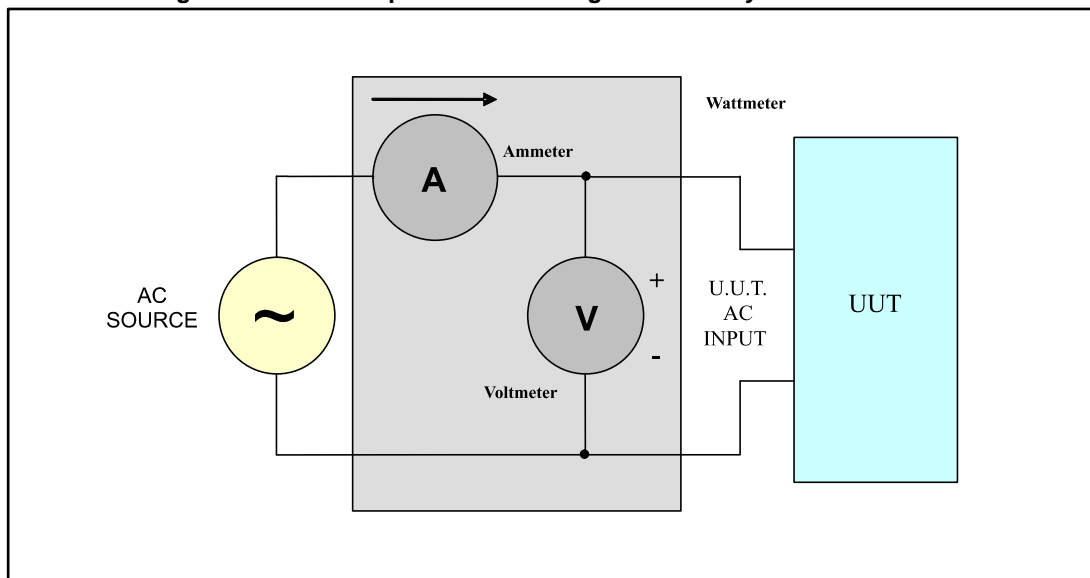 Wattmeter
Ammeter
A
AC
SOURCE
~
V
+
-
U.U.T.
AC
INPUT
UUT
Voltmeter